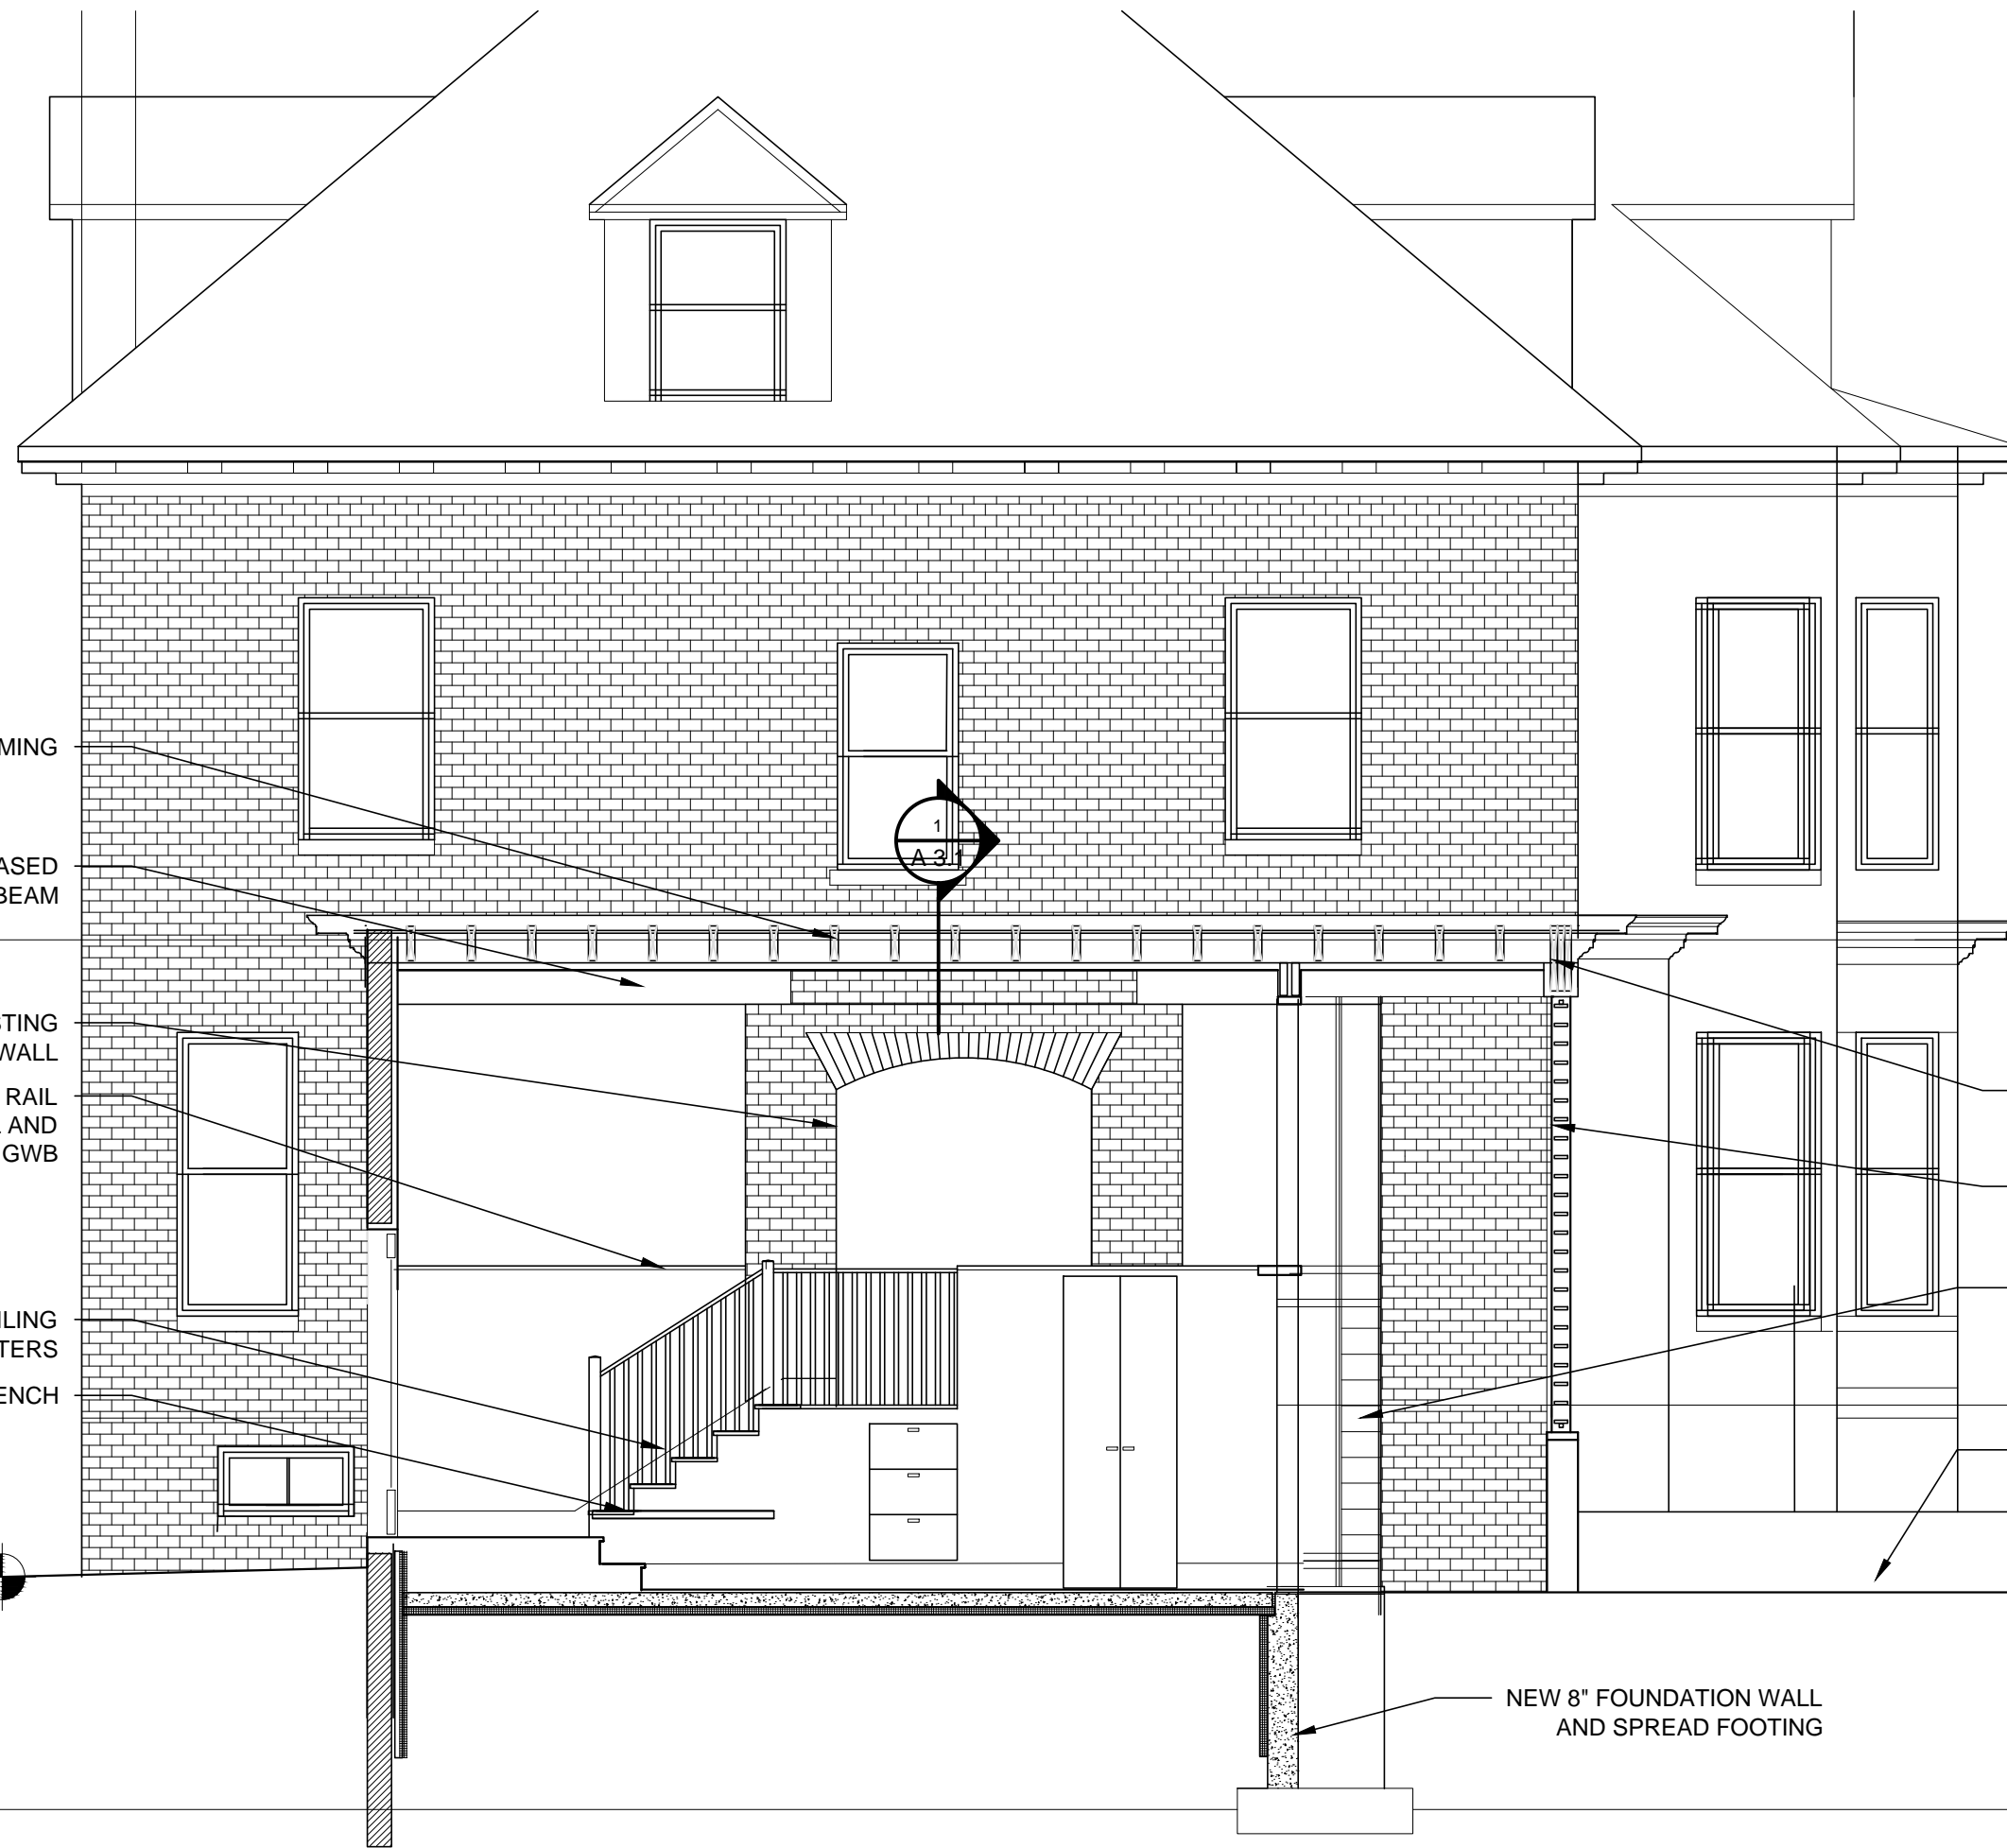 MING
1
A 3.1
ASED
BEAM
STING
WALL
RAIL
AND
GWB
ILING
TERS
ENCH
NEW 8" FOUNDATION WALL
AND SPREAD FOOTING